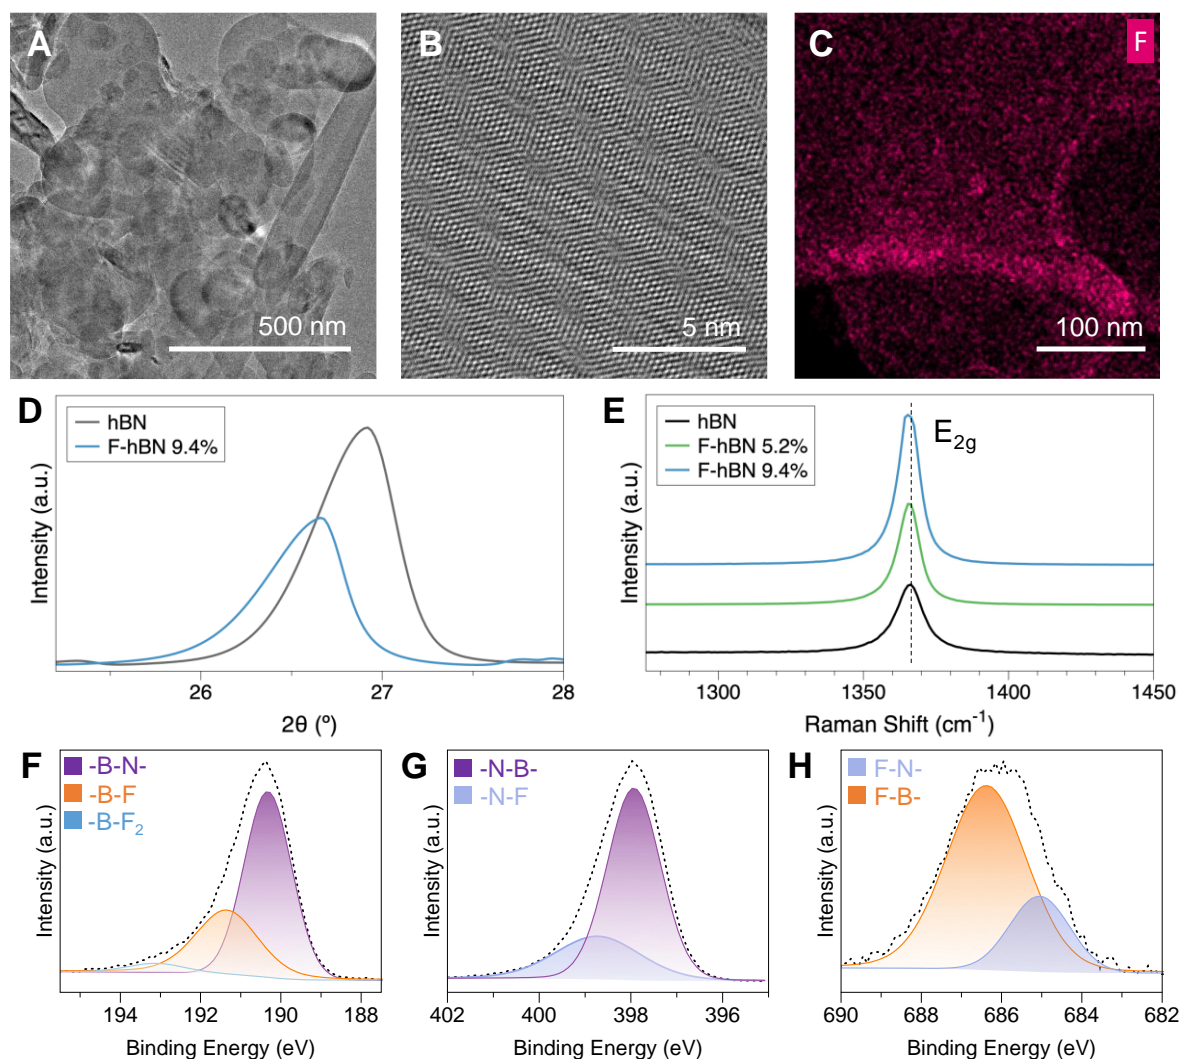 A
500 nm
B
5 nm
C
F
100 nm
D
hBN
F-hBN 9.4%
Intensity (a.u.)
26 27 28
2θ (º)
E
hBN
F-hBN 5.2%
F-hBN 9.4%
E2g
Intensity (a.u.)
1300 1350 1400 1450
Raman Shift (cm-1)
F
-B-N-
-B-F
-B-F2
Intensity (a.u.)
194 192 190 188
Binding Energy (eV)
G
-N-B-
-N-F
Intensity (a.u.)
402 400 398 396
Binding Energy (eV)
H
F-N-
F-B-
Intensity (a.u.)
690 688 686 684 682
Binding Energy (eV)